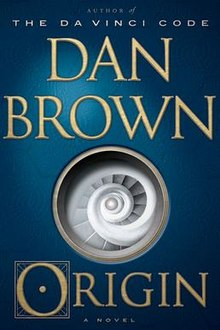 AUTHOR OF
THE DA VINCI CODE
DAN
BROWN
ORIGIN
A NOVEL